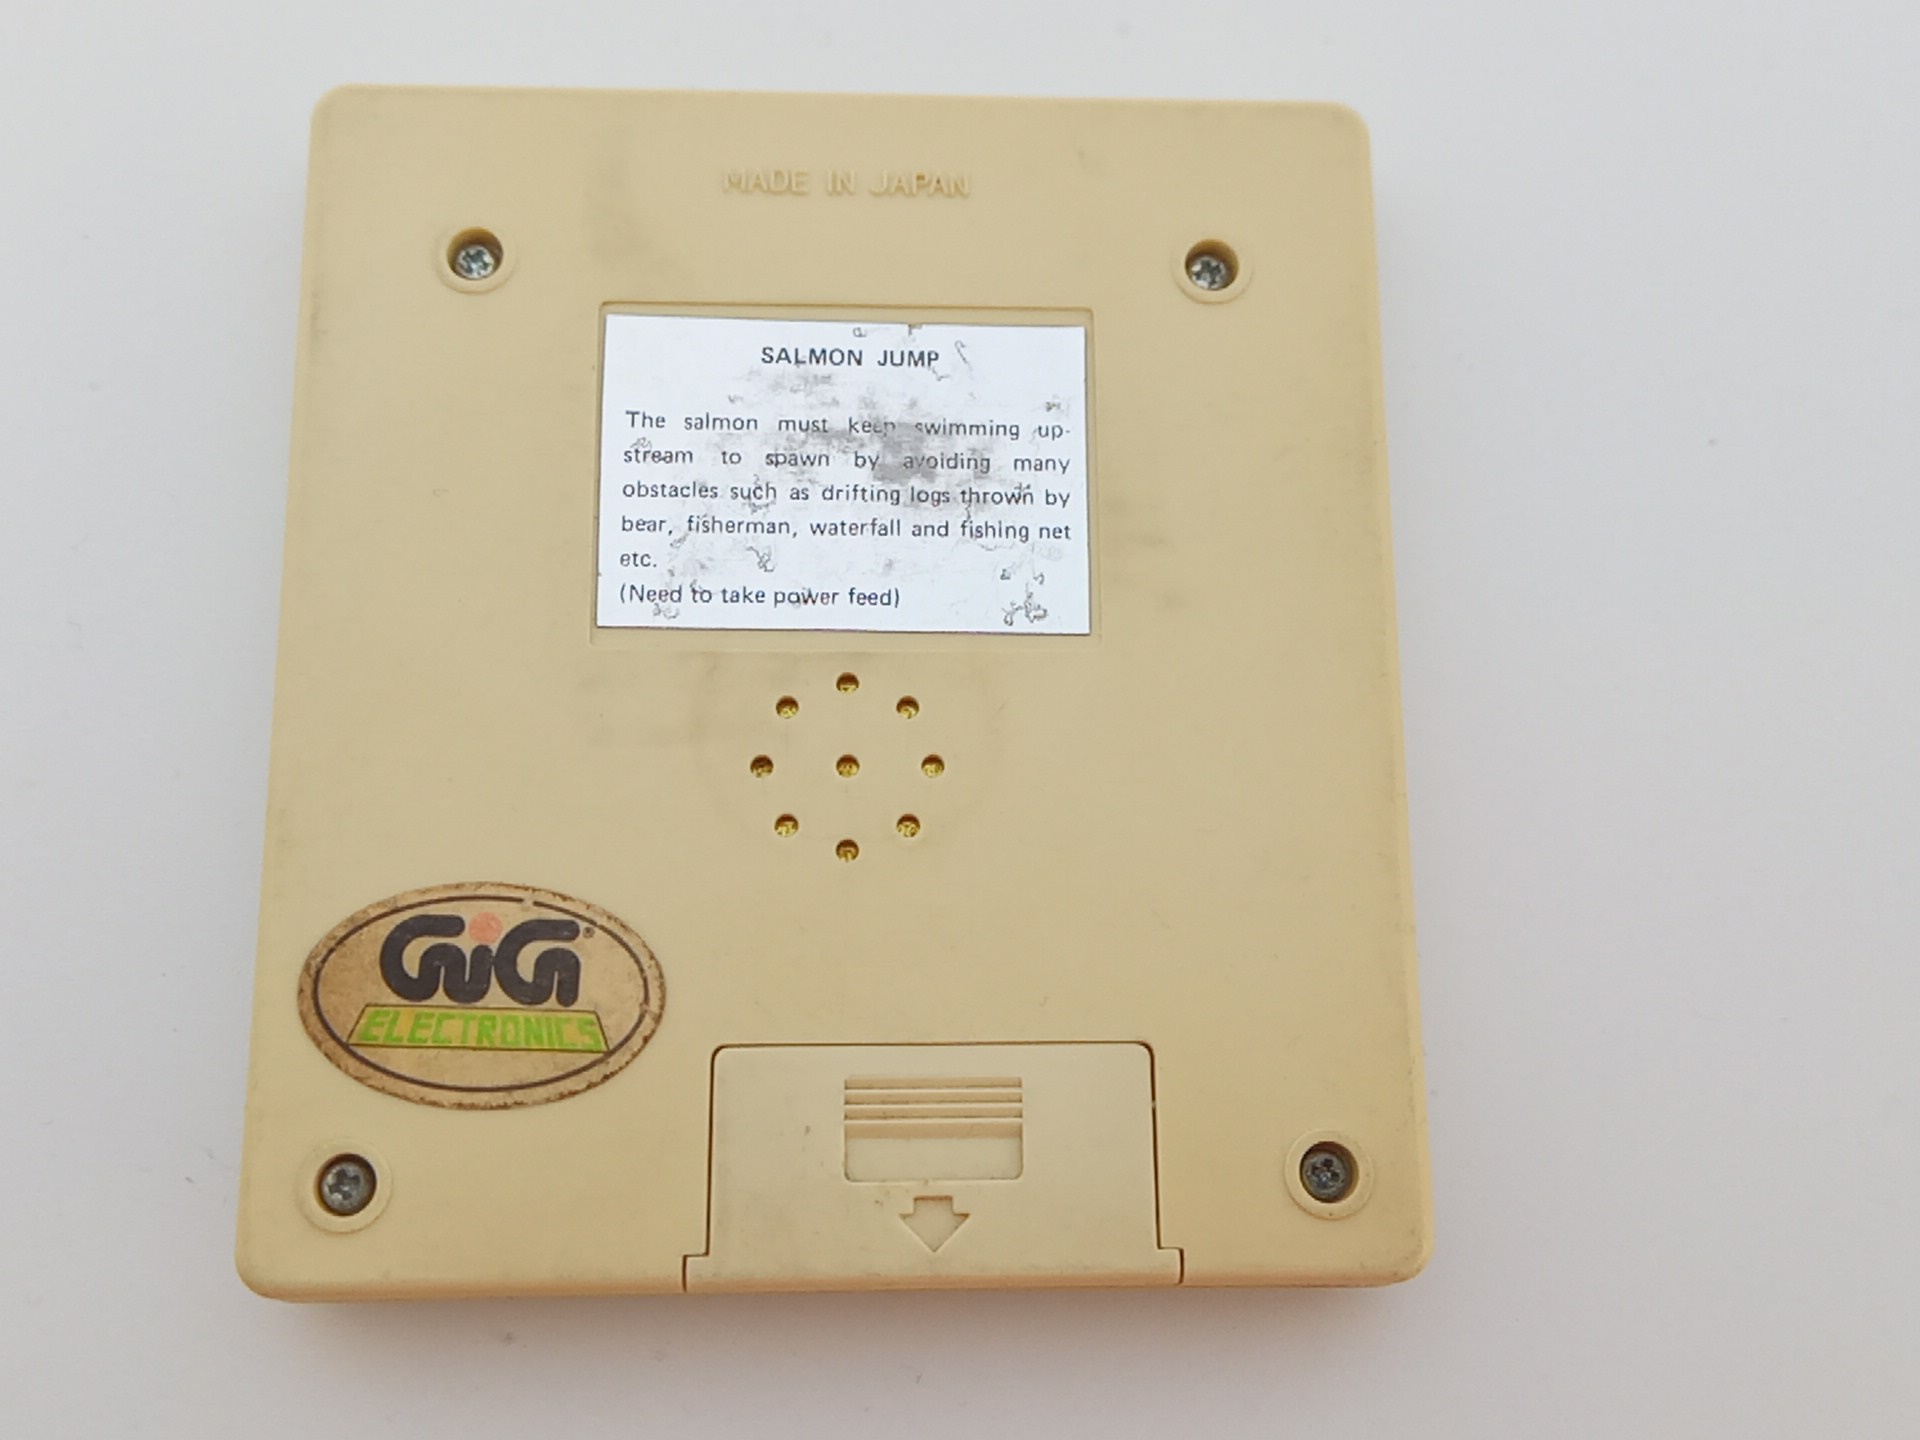 MADE IN JAPAN
SALMON JUMP
The salmon must keep swimming up-
stream to spawn by avoiding many
obstacles such as drifting logs thrown by
bear, fisherman, waterfall and fishing net
etc.
(Need to take power feed)
GiG®
ELECTRONICS